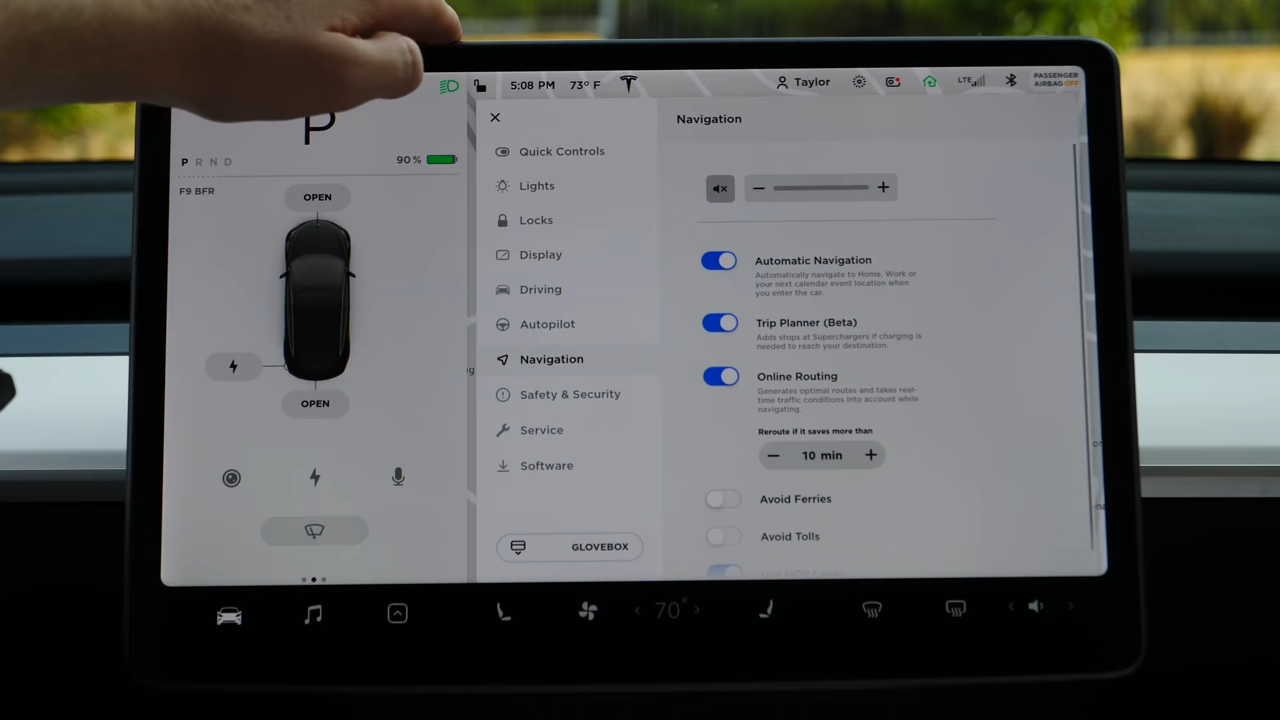 5:08 PM
73° F
Taylor
LTE
PASSENGER
AIRBAG OFF
P
P R N D
90 %
F9 BFR
OPEN
OPEN
Quick Controls
Lights
Locks
Display
Driving
Autopilot
Navigation
Safety & Security
Service
Software
GLOVEBOX
Navigation
Automatic Navigation
Automatically navigate to Home, Work or
your next calendar event location when
you enter the car.
Trip Planner (Beta)
Adds stops at Superchargers if charging is
needed to reach your destination.
Online Routing
Generates optimal routes and takes real-
time traffic conditions into account while
navigating.
Reroute if it saves more than
10 min
Avoid Ferries
Avoid Tolls
70°